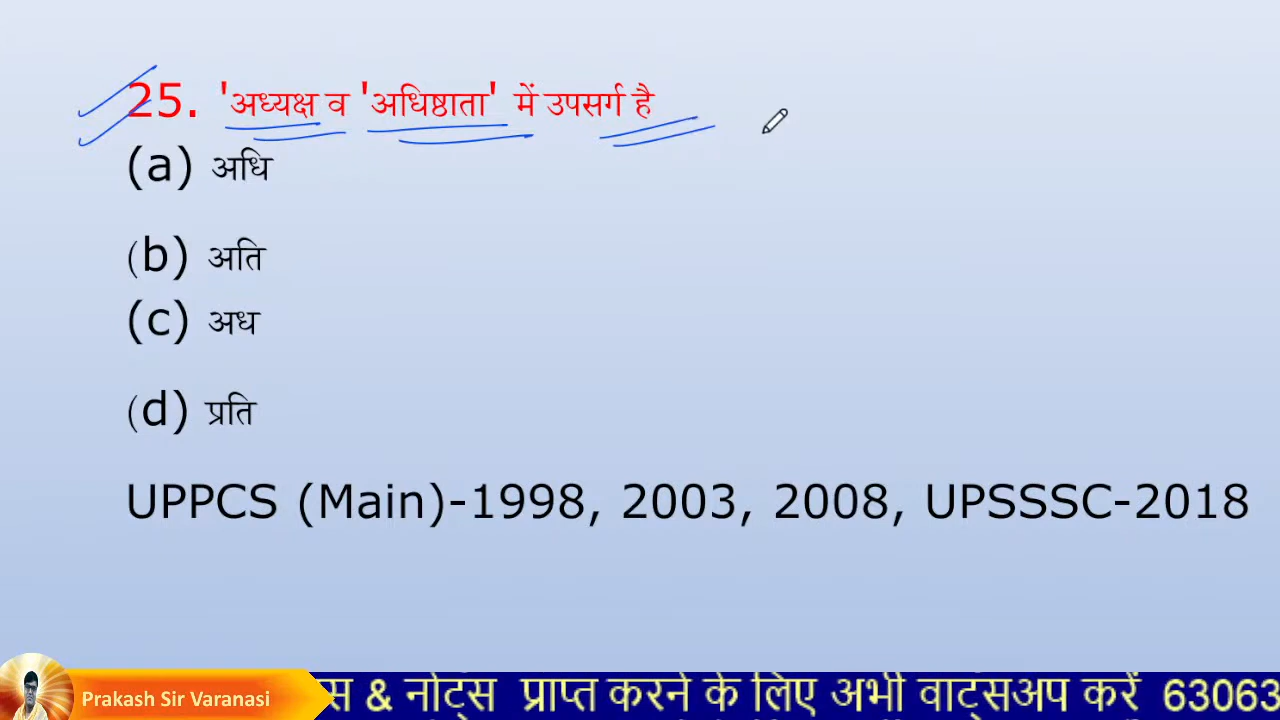 25. 'अध्यक्ष व 'अधिष्ठाता' में उपसर्ग है
(a) अधि
(b) अति
(c) अध
(d) प्रति
UPPCS (Main)-1998, 2003, 2008, UPSSSC-2018
Prakash Sir Varanasi
स & नोट्स प्राप्त करने के लिए अभी वाट्सअप करें 63063